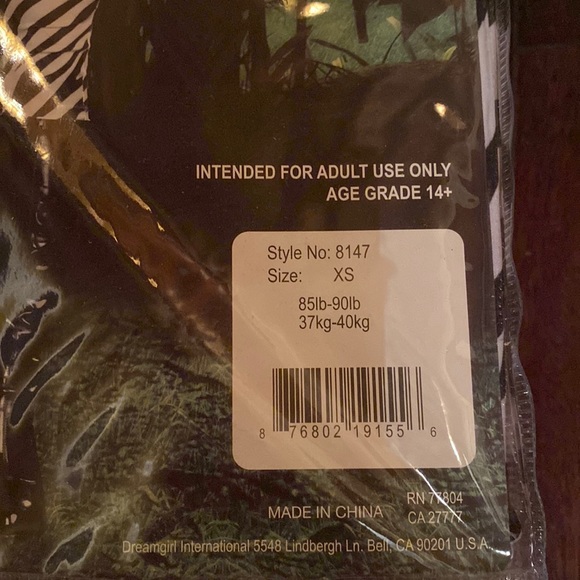 INTENDED FOR ADULT USE ONLY
AGE GRADE 14+
Style No: 8147
Size: XS
85lb-90lb
37kg-40kg
8 76802 19155 6
MADE IN CHINA
RN 77804
CA 27777
Dreamgirl International 5548 Lindbergh Ln. Bell, CA 90201 U.S.A.